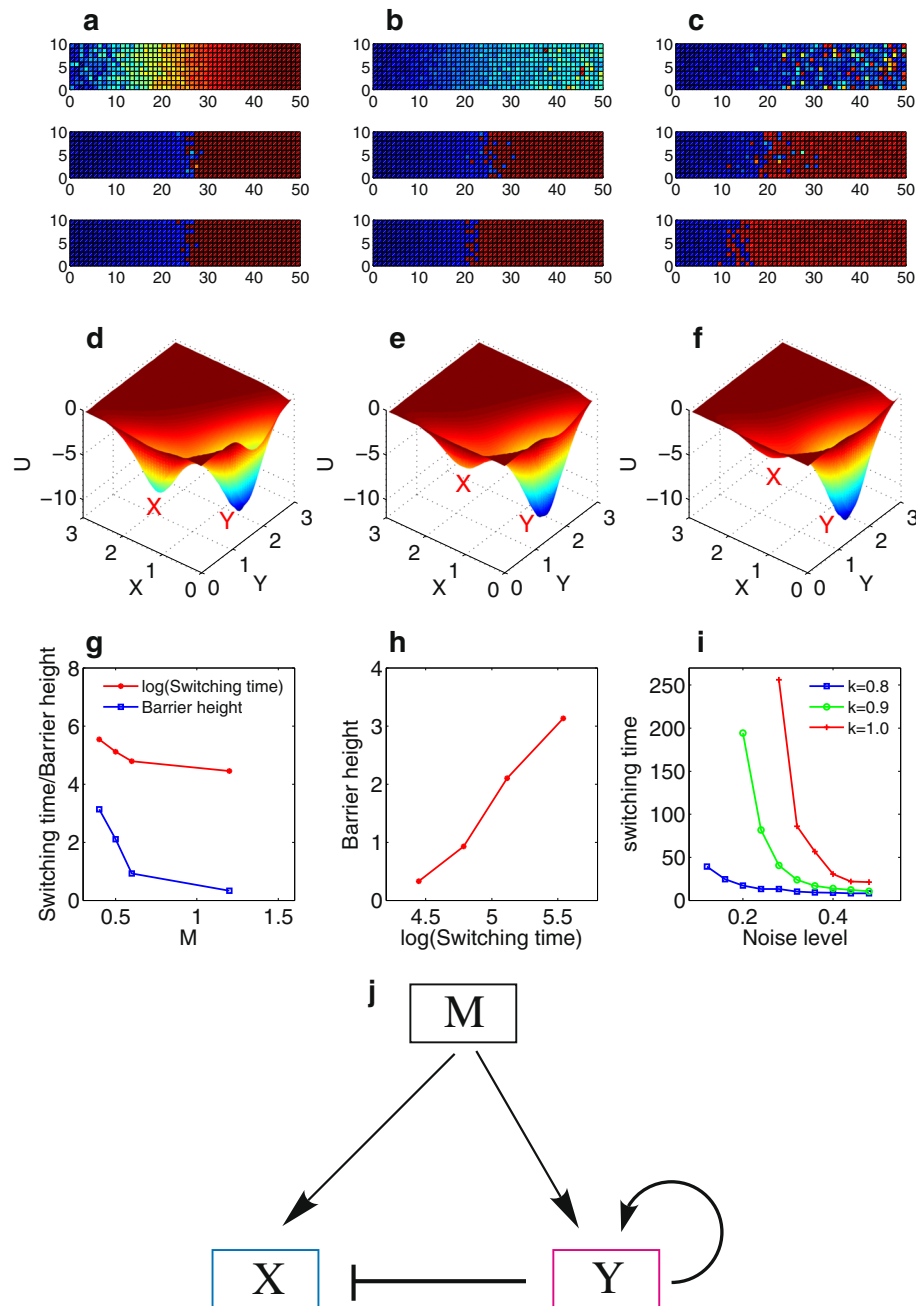 a b c
10
5
0
0 10 20 30 40 50
10
5
0
0 10 20 30 40 50
10
5
0
0 10 20 30 40 50
10
5
0
0 10 20 30 40 50
10
5
0
0 10 20 30 40 50
10
5
0
0 10 20 30 40 50
10
5
0
0 10 20 30 40 50
10
5
0
0 10 20 30 40 50
10
5
0
0 10 20 30 40 50
d
0
−5
−10
U
X
Y
3
2
1
0
X
0
1
2
3
Y
e
0
−5
−10
U
X
Y
3
2
1
0
X
0
1
2
3
Y
f
0
−5
−10
U
X
Y
3
2
1
0
X
0
1
2
3
Y
g
Switching time/Barrier height
8
6
4
2
0
log(Switching time)
Barrier height
0.5 1 1.5
M
h
Barrier height
4
3
2
1
0
4.5 5 5.5
log(Switching time)
i
switching time
250
200
150
100
50
0
k=0.8
k=0.9
k=1.0
0.2 0.4
Noise level
j
M
X
Y